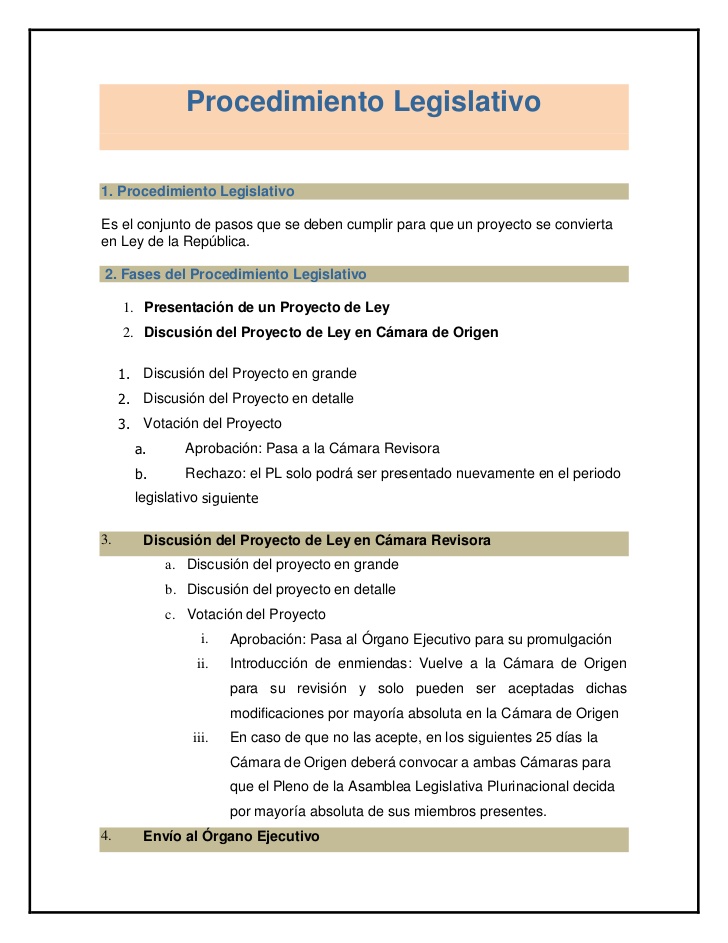 Procedimiento Legislativo
1. Procedimiento Legislativo
Es el conjunto de pasos que se deben cumplir para que un proyecto se convierta
en Ley de la República.
2. Fases del Procedimiento Legislativo
1. Presentación de un Proyecto de Ley
2. Discusión del Proyecto de Ley en Cámara de Origen
1. Discusión del Proyecto en grande
2. Discusión del Proyecto en detalle
3. Votación del Proyecto
a. Aprobación: Pasa a la Cámara Revisora
b. Rechazo: el PL solo podrá ser presentado nuevamente en el periodo
legislativo siguiente
3. Discusión del Proyecto de Ley en Cámara Revisora
a. Discusión del proyecto en grande
b. Discusión del proyecto en detalle
c. Votación del Proyecto
i. Aprobación: Pasa al Órgano Ejecutivo para su promulgación
ii. Introducción de enmiendas: Vuelve a la Cámara de Origen
para su revisión y solo pueden ser aceptadas dichas
modificaciones por mayoría absoluta en la Cámara de Origen
iii. En caso de que no las acepte, en los siguientes 25 días la
Cámara de Origen deberá convocar a ambas Cámaras para
que el Pleno de la Asamblea Legislativa Plurinacional decida
por mayoría absoluta de sus miembros presentes.
4. Envío al Órgano Ejecutivo